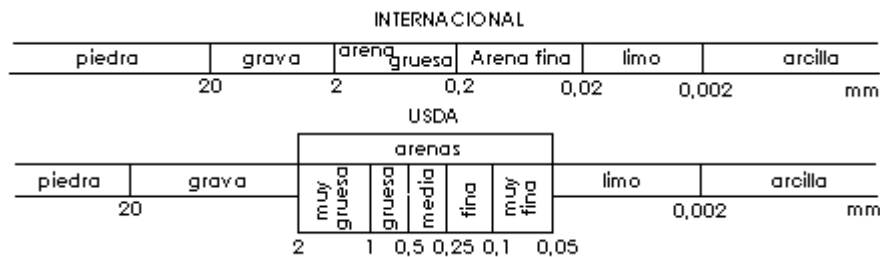 INTERNACIONAL
piedra grava arena gruesa Arena fina limo arcilla
20 2 0,2 0,02 0,002 mm
USDA
arenas
piedra grava muy gruesa gruesa media fina muy fina limo arcilla
20 0,002 mm
2 1 0,5 0,25 0,1 0,05